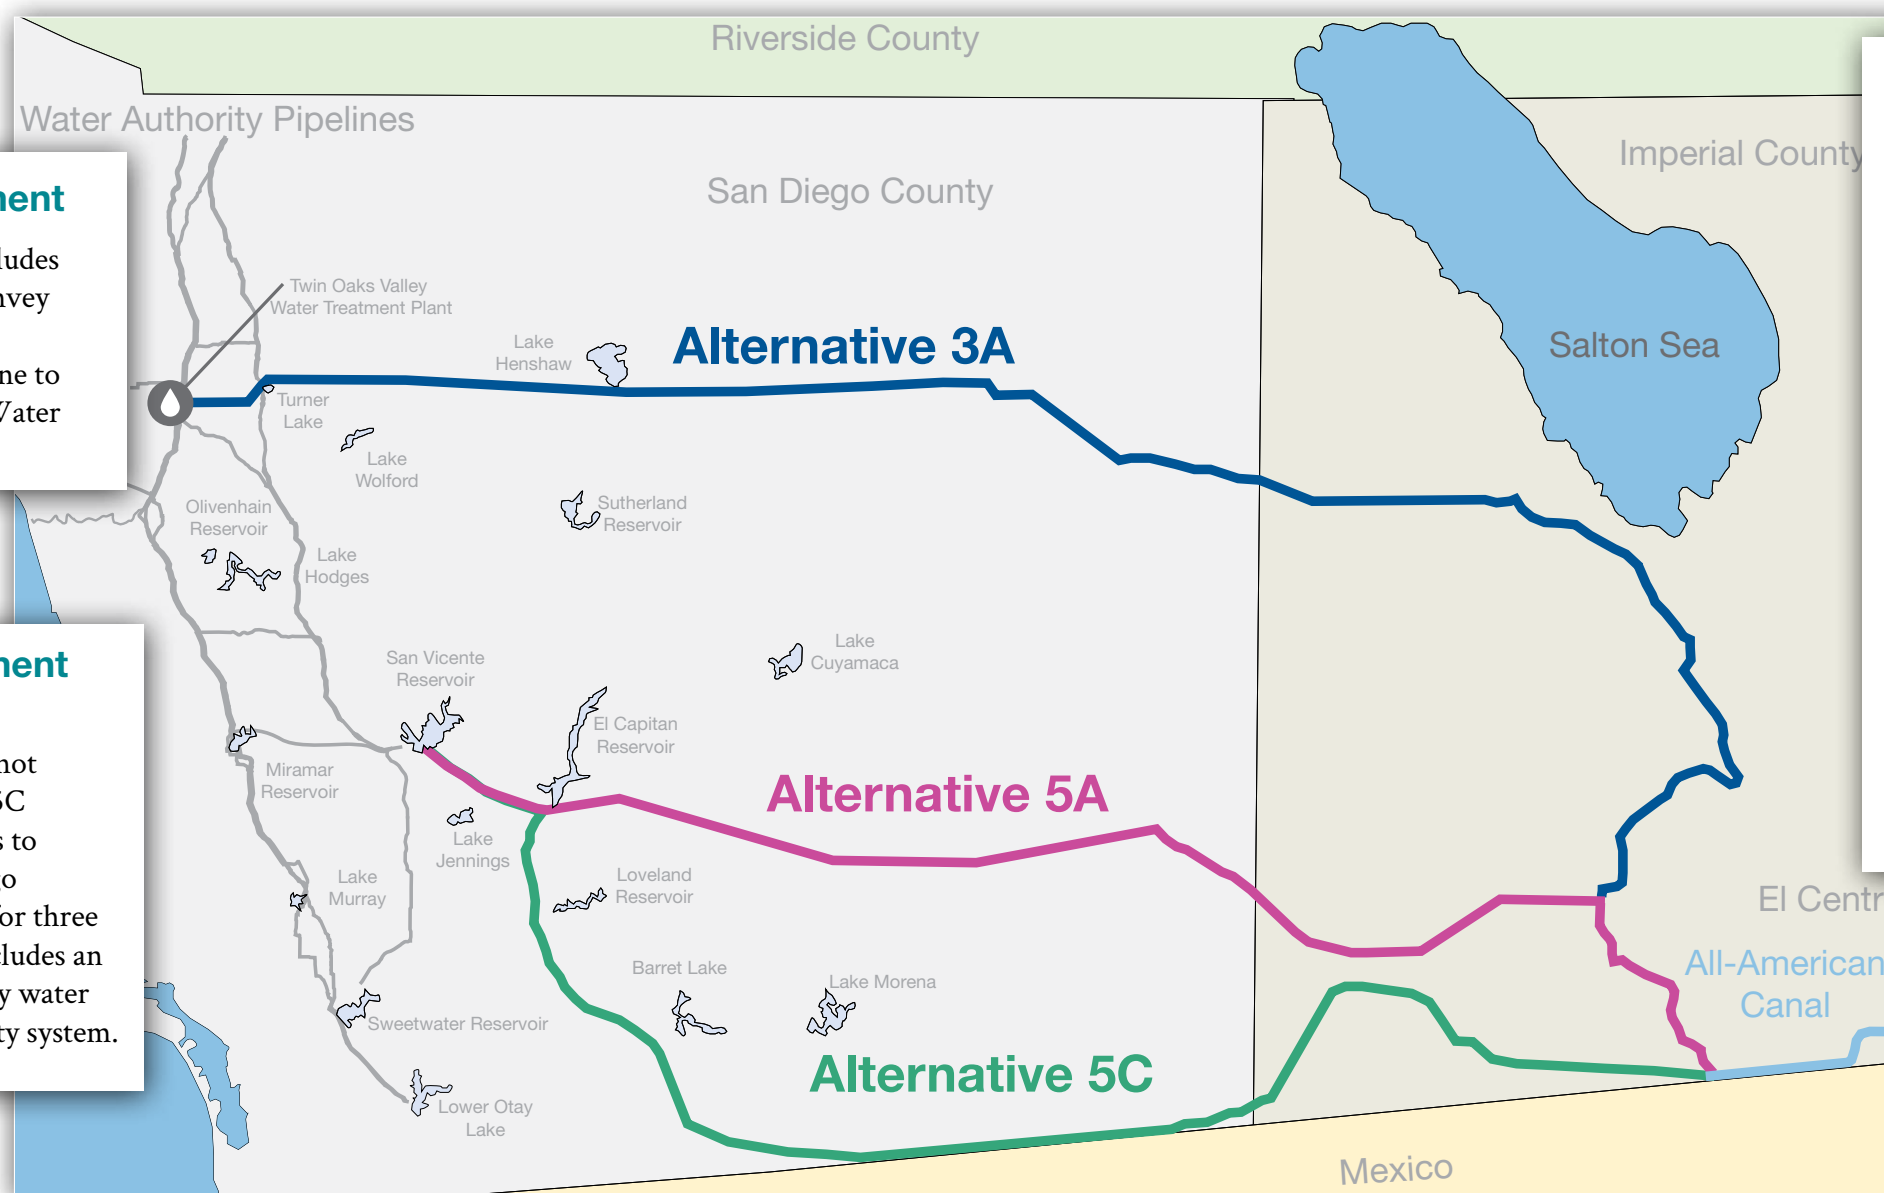 Riverside County
Water Authority Pipelines
Imperial County
San Diego County
Twin Oaks Valley
Water Treatment Plant
Lake
Henshaw
Alternative 3A
Salton Sea
Turner
Lake
Lake
Wolford
Olivenhain
Reservoir
Sutherland
Reservoir
Lake
Hodges
San Vicente
Reservoir
Lake
Cuyamaca
El Capitan
Reservoir
Miramar
Reservoir
Alternative 5A
Lake
Jennings
Lake
Murray
Loveland
Reservoir
El Centr
All-American
Canal
Barret Lake
Lake Morena
Sweetwater Reservoir
Alternative 5C
Lower Otay
Lake
Mexico
ment
ludes
nvey
ne to
Water
ment
not
5C
s to
go
for three
cludes an
y water
ty system.